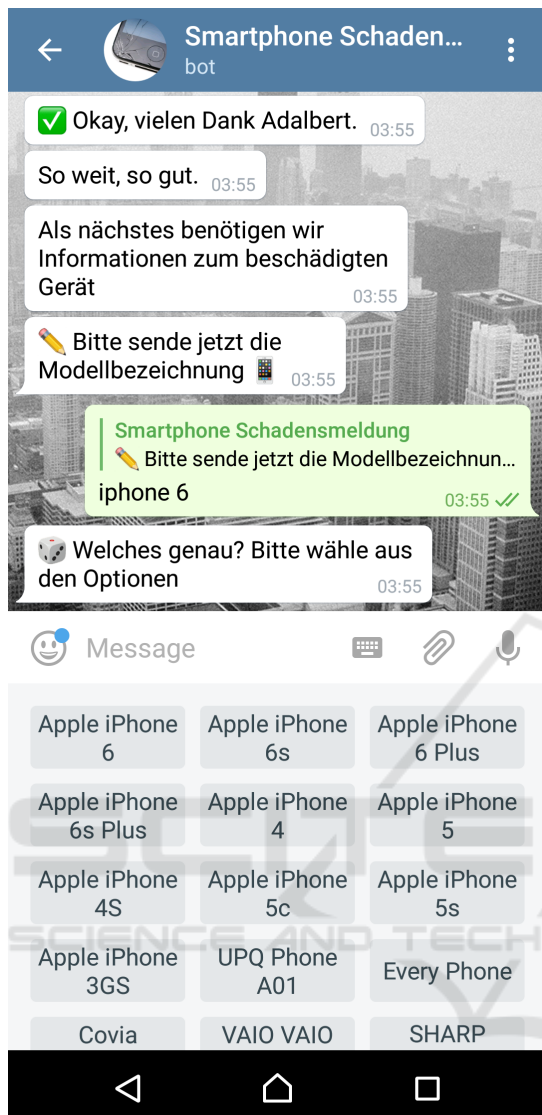 Smartphone Schaden...
bot
✅ Okay, vielen Dank Adalbert. 03:55
So weit, so gut. 03:55
Als nächstes benötigen wir
Informationen zum beschädigten
Gerät
03:55
✏️ Bitte sende jetzt die
Modellbezeichnung 📱 03:55
Smartphone Schadensmeldung
✏️ Bitte sende jetzt die Modellbezeichnun...
iphone 6
03:55
🎲 Welches genau? Bitte wähle aus
den Optionen
03:55
Message
Apple iPhone
6
Apple iPhone
6s
Apple iPhone
6 Plus
Apple iPhone
6s Plus
Apple iPhone
4
Apple iPhone
5
Apple iPhone
4S
Apple iPhone
5c
Apple iPhone
5s
Apple iPhone
3GS
UPQ Phone
A01
Every Phone
Covia
VAIO VAIO
SHARP
SCITE
SCIENCE AND TECH